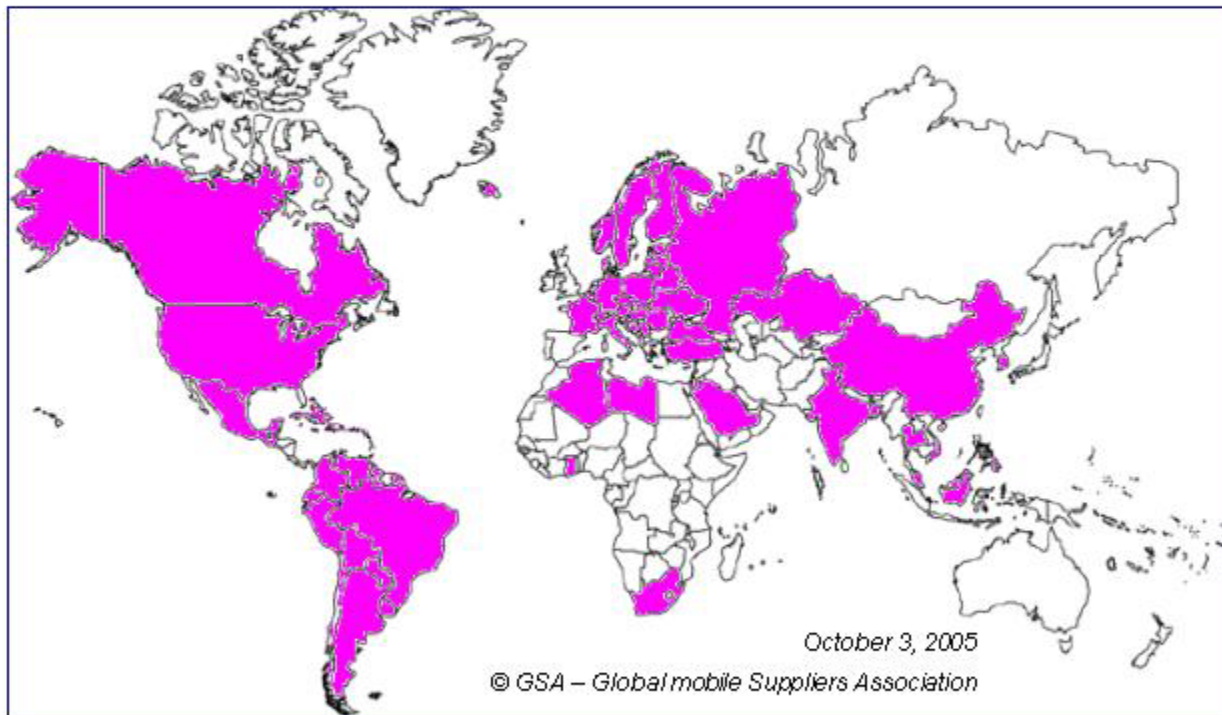 October 3, 2005
© GSA – Global mobile Suppliers Association